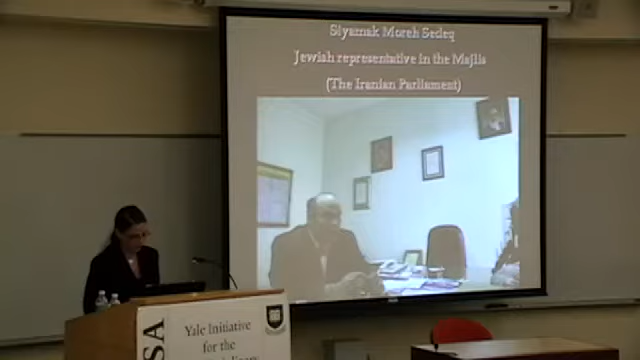 Siyamak Moreh Sedeq
Jewish representative in the Majlis
(The Iranian Parliament)
SA
Yale Initiative
for the